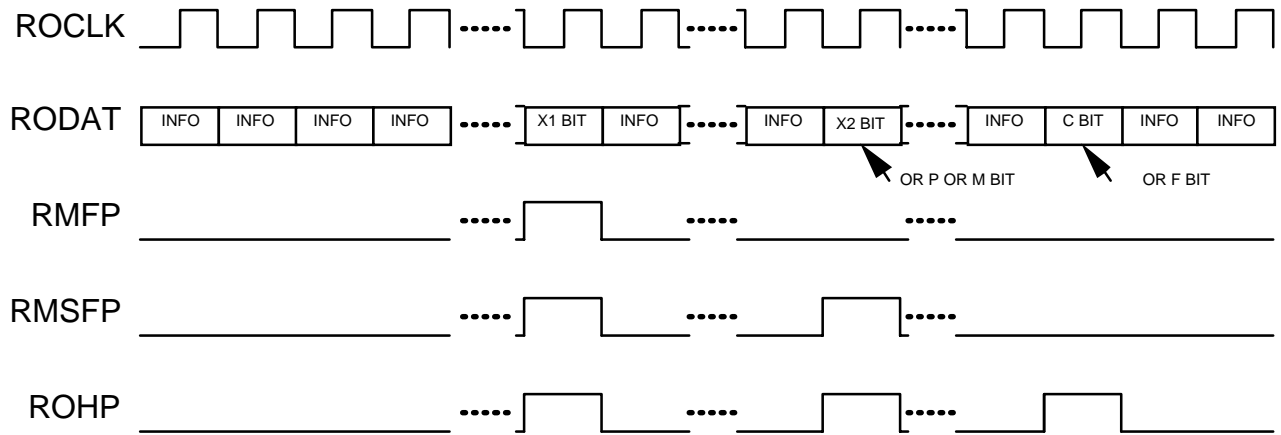 ROCLK
RODAT INFO INFO INFO INFO X1 BIT INFO INFO X2 BIT INFO C BIT INFO INFO
OR P OR M BIT OR F BIT
RMFP
RMSFP
ROHP